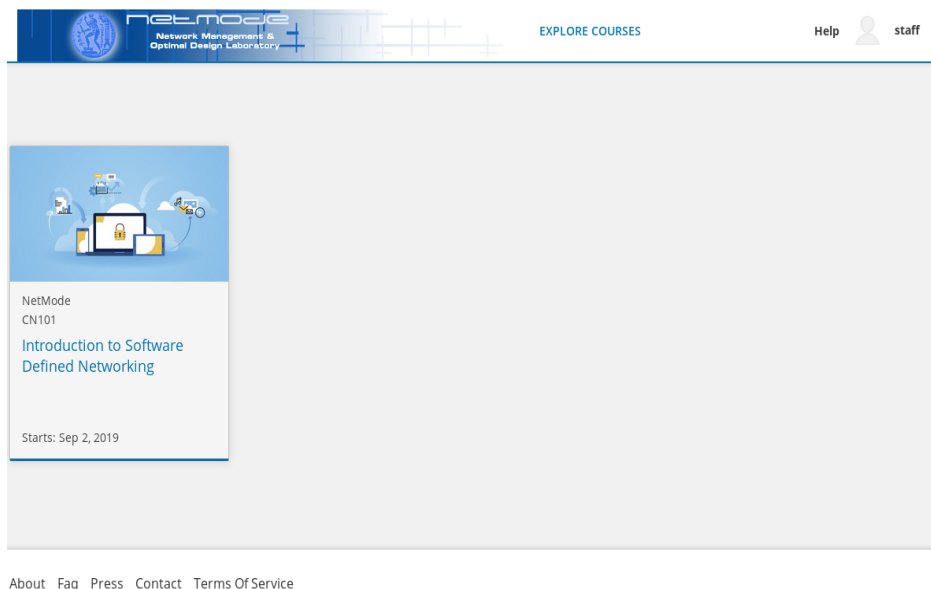 netmode
Network Management &
Optimal Design Laboratory
EXPLORE COURSES
Help
staff
NetMode
CN101
Introduction to Software
Defined Networking
Starts: Sep 2, 2019
About Faq Press Contact Terms Of Service